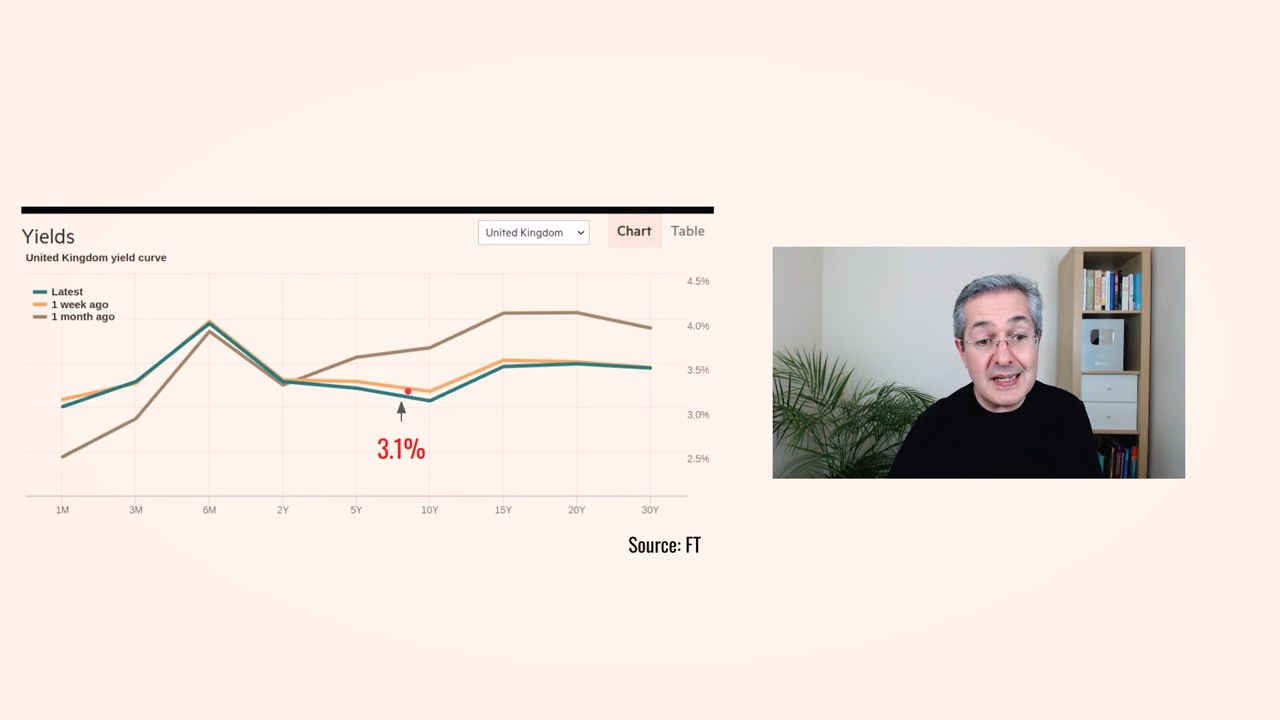 Yields
United Kingdom
Chart
Table
United Kingdom yield curve
Latest
1 week ago
1 month ago
4.5%
4.0%
3.5%
3.0%
2.5%
3.1%
1M 3M 6M 2Y 5Y 10Y 15Y 20Y 30Y
Source: FT